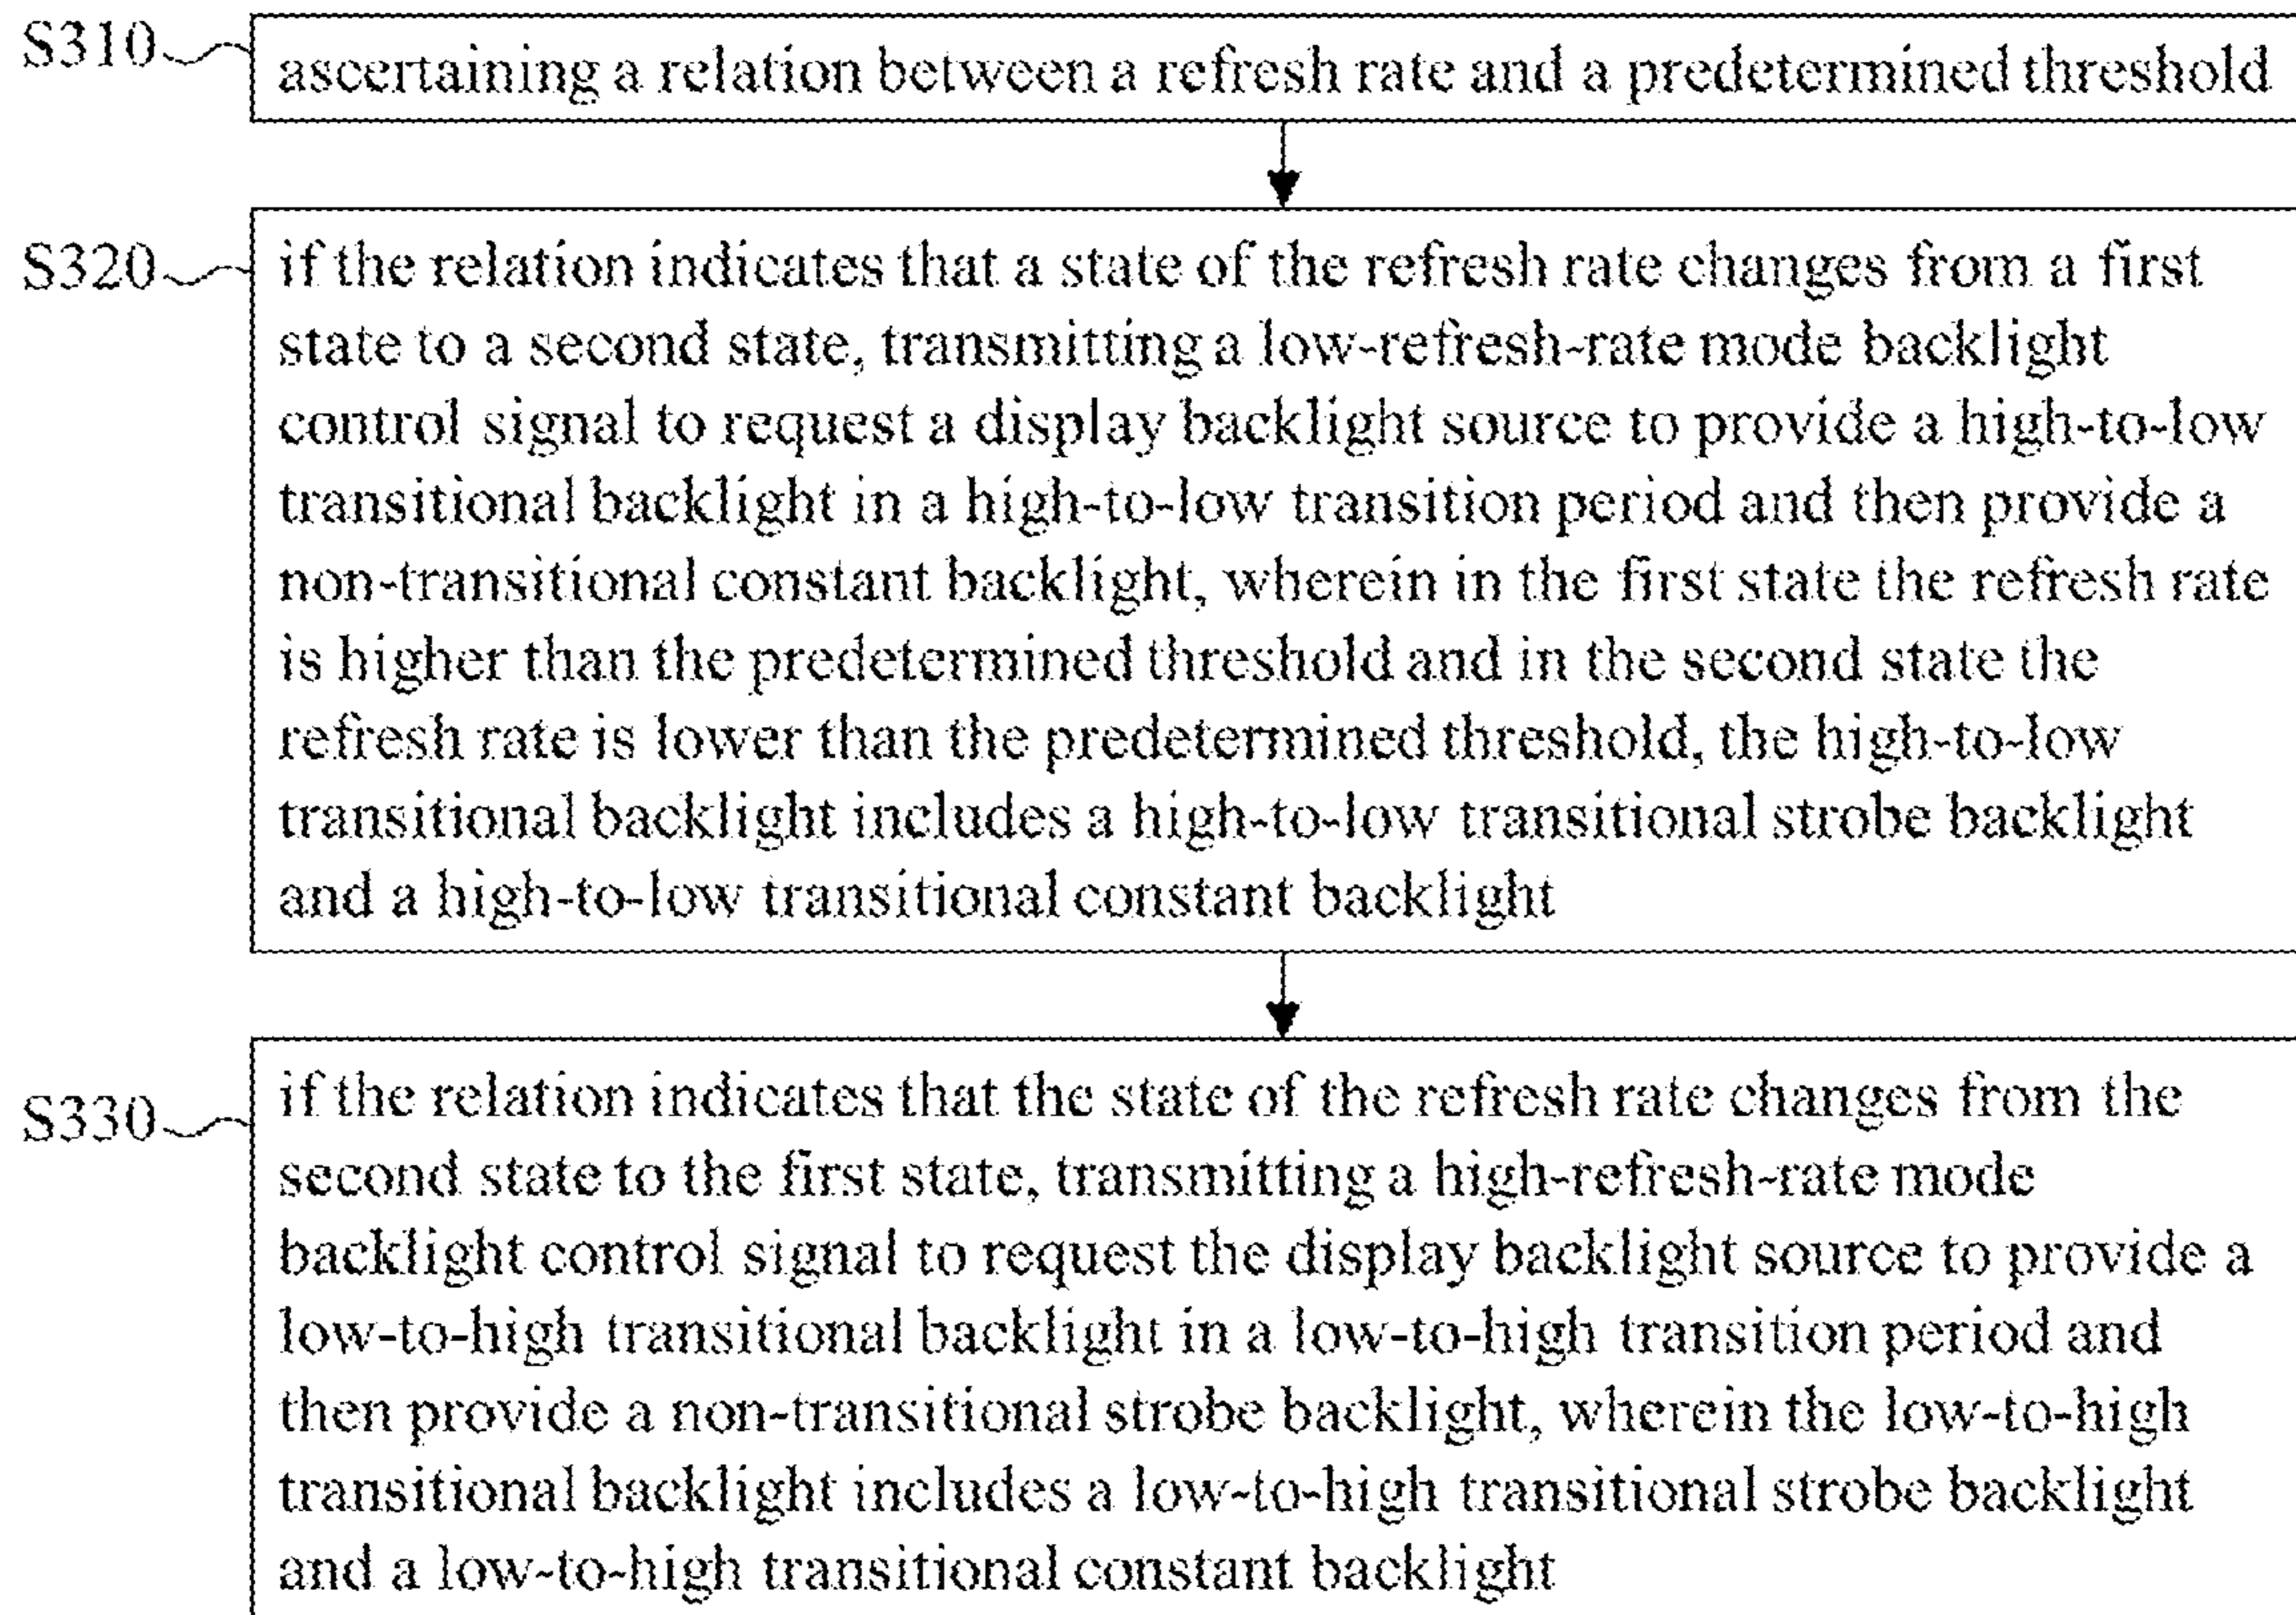 S310
ascertaining a relation between a refresh rate and a predetermined threshold
S320
if the relation indicates that a state of the refresh rate changes from a first
state to a second state, transmitting a low-refresh-rate mode backlight
control signal to request a display backlight source to provide a high-to-low
transitional backlight in a high-to-low transition period and then provide a
non-transitional constant backlight, wherein in the first state the refresh rate
is higher than the predetermined threshold and in the second state the
refresh rate is lower than the predetermined threshold, the high-to-low
transitional backlight includes a high-to-low transitional strobe backlight
and a high-to-low transitional constant backlight
S330
if the relation indicates that the state of the refresh rate changes from the
second state to the first state, transmitting a high-refresh-rate mode
backlight control signal to request the display backlight source to provide a
low-to-high transitional backlight in a low-to-high transition period and
then provide a non-transitional strobe backlight, wherein the low-to-high
transitional backlight includes a low-to-high transitional strobe backlight
and a low-to-high transitional constant backlight